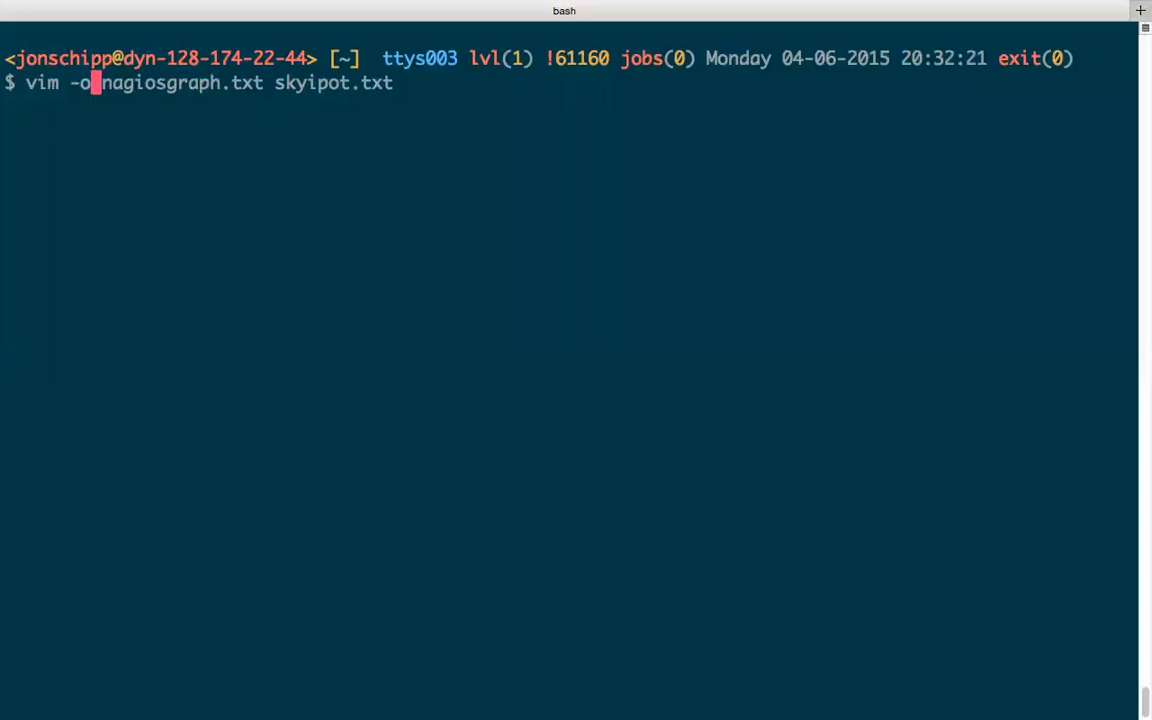 bash
<jonschipp@dyn-128-174-22-44> [~] ttys003 lvl(1) !61160 jobs(0) Monday 04-06-2015 20:32:21 exit(0)
$ vim -o nagiosgraph.txt skyipot.txt